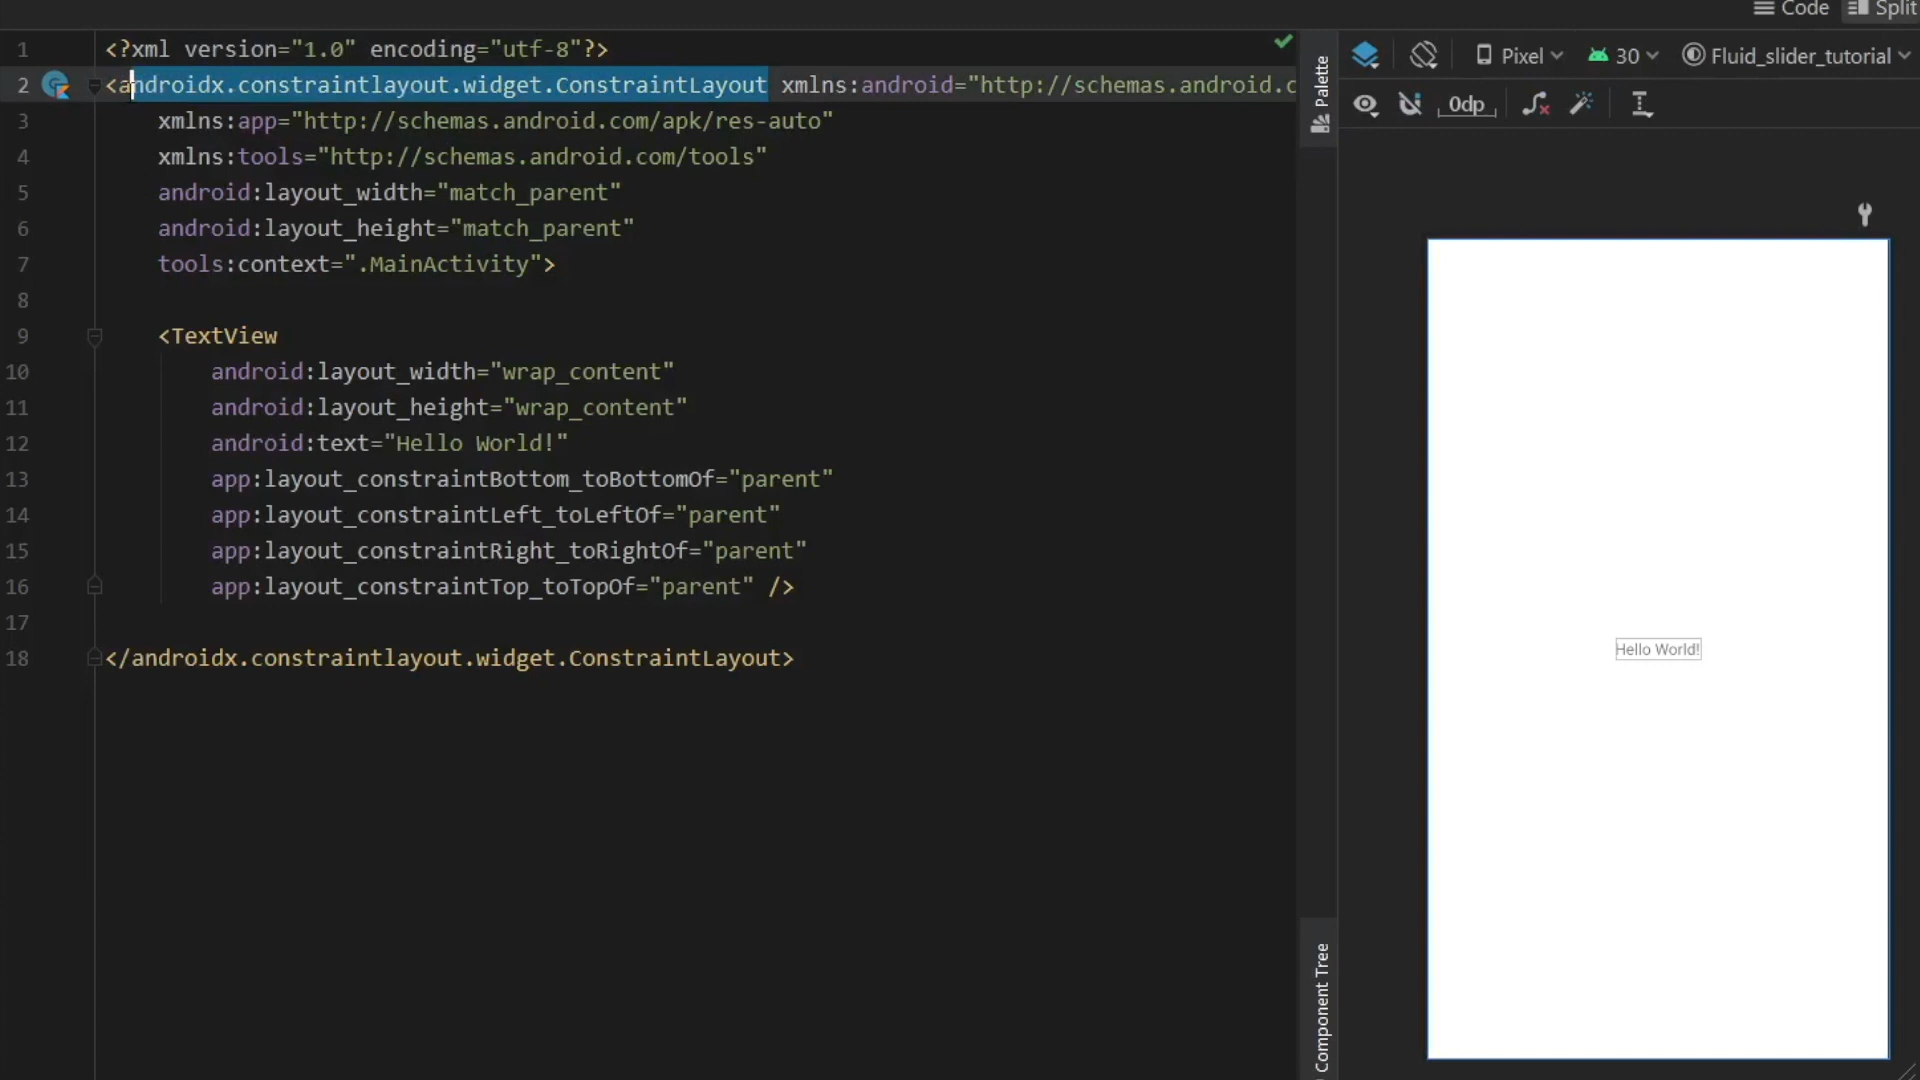 Code
Split
1 <?xml version="1.0" encoding="utf-8"?>
2 <androidx.constraintlayout.widget.ConstraintLayout xmlns:android="http://schemas.android.c
3 xmlns:app="http://schemas.android.com/apk/res-auto"
4 xmlns:tools="http://schemas.android.com/tools"
5 android:layout_width="match_parent"
6 android:layout_height="match_parent"
7 tools:context=".MainActivity">
8
9 <TextView
10 android:layout_width="wrap_content"
11 android:layout_height="wrap_content"
12 android:text="Hello World!"
13 app:layout_constraintBottom_toBottomOf="parent"
14 app:layout_constraintLeft_toLeftOf="parent"
15 app:layout_constraintRight_toRightOf="parent"
16 app:layout_constraintTop_toTopOf="parent" />
17
18 </androidx.constraintlayout.widget.ConstraintLayout>
Palette
Component Tree
Pixel 30 Fluid_slider_tutorial
0dp
Hello World!